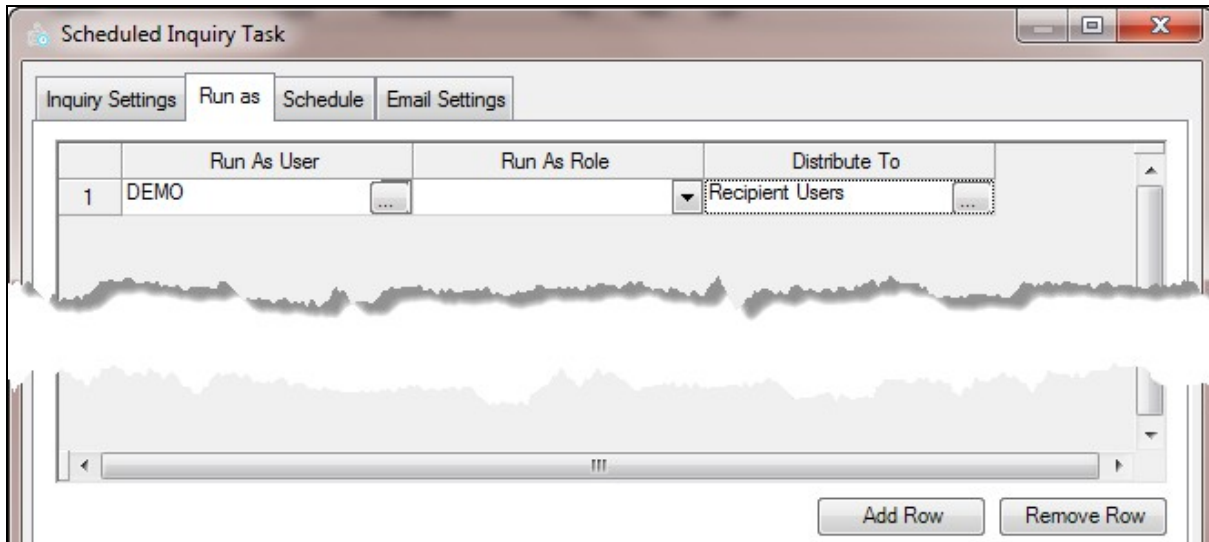 Scheduled Inquiry Task
Inquiry Settings Run as Schedule Email Settings
Run As User Run As Role Distribute To
1 DEMO ... Recipient Users ...
Add Row Remove Row